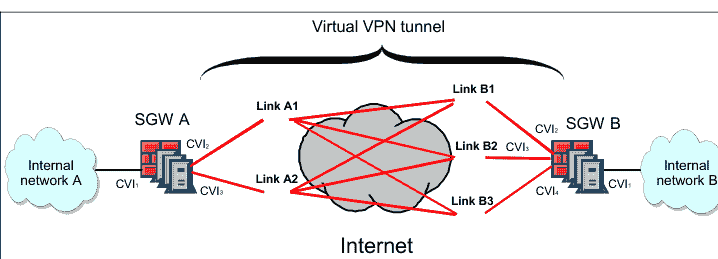 Virtual VPN tunnel
Link A1
Link B1
SGW A
SGW B
CVI₂
CVI₂
Link B2
CVI₃
Internal
network A
CVI₁
CVI₃
Link A2
CVI₄
CVI₁
Internal
network B
Link B3
Internet